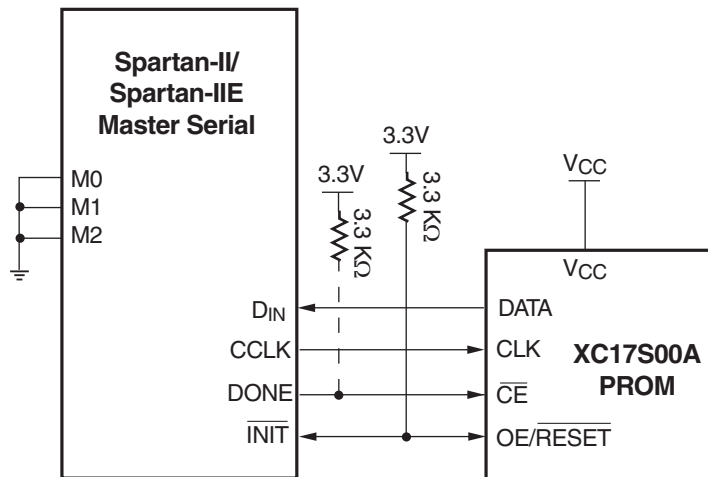 Spartan-II/
Spartan-IIE
Master Serial
M0
M1
M2
3.3V
3.3 KΩ
3.3V
3.3 KΩ
DIN
CCLK
DONE
INIT
VCC
VCC
DATA
CLK
CE
OE/RESET
XC17S00A
PROM